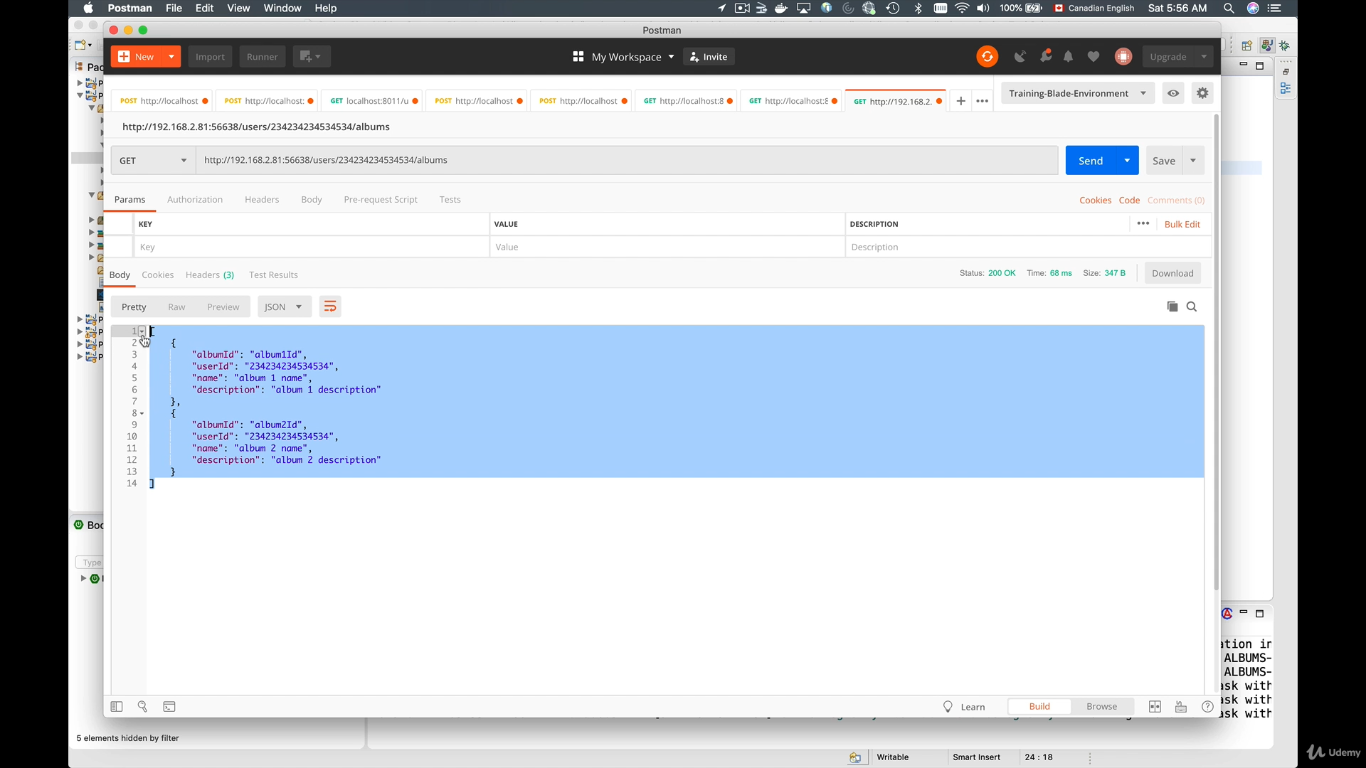 Postman File Edit View Window Help
100% Canadian English Sat 5:56 AM
Postman
New Import Runner My Workspace Invite Upgrade
POST http://localhost POST http://localhost: GET localhost:8011/u POST http://localhost POST http://localhost GET http://localhost:8 GET http://localhost:8 GET http://192.168.2. Training-Blade-Environment
http://192.168.2.81:56638/users/234234234534534/albums
GET http://192.168.2.81:56638/users/234234234534534/albums Send Save
Params Authorization Headers Body Pre-request Script Tests Cookies Code Comments (0)
KEY VALUE DESCRIPTION Bulk Edit
Key Value Description
Body Cookies Headers (3) Test Results Status: 200 OK Time: 68 ms Size: 347 B Download
Pretty Raw Preview JSON
1 [
2 {
3 "albumId": "album1Id",
4 "userId": "234234234534534",
5 "name": "album 1 name",
6 "description": "album 1 description"
7 },
8 {
9 "albumId": "album2Id",
10 "userId": "234234234534534",
11 "name": "album 2 name",
12 "description": "album 2 description"
13 }
14 ]
Boo
Type
ation in
ALBUMS-
ALBUMS-
ask with
ask with
ask with
Learn Build Browse
5 elements hidden by filter
Writable Smart Insert 24 : 18
Udemy